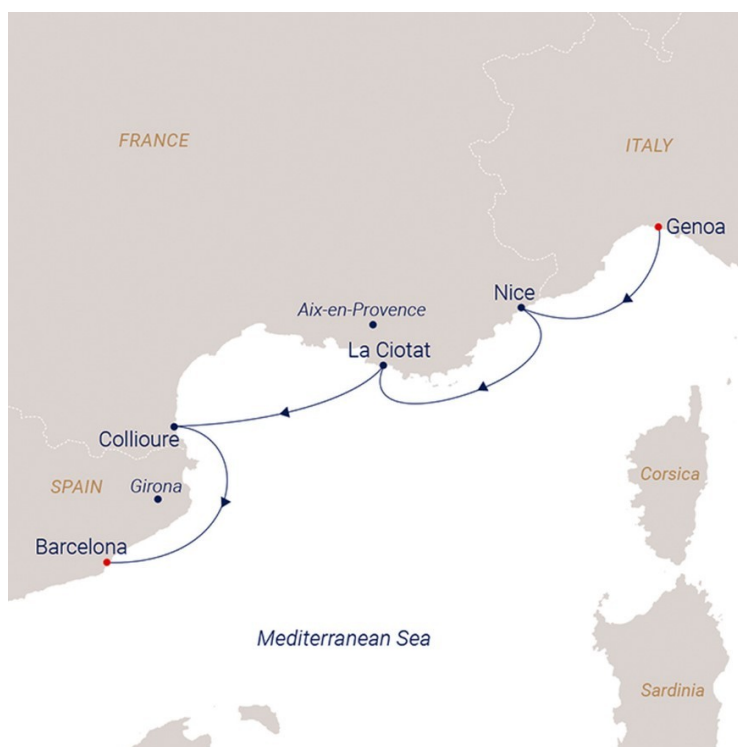 FRANCE
ITALY
Genoa
Nice
Aix-en-Provence
La Ciotat
Collioure
SPAIN
Girona
Corsica
Barcelona
Mediterranean Sea
Sardinia